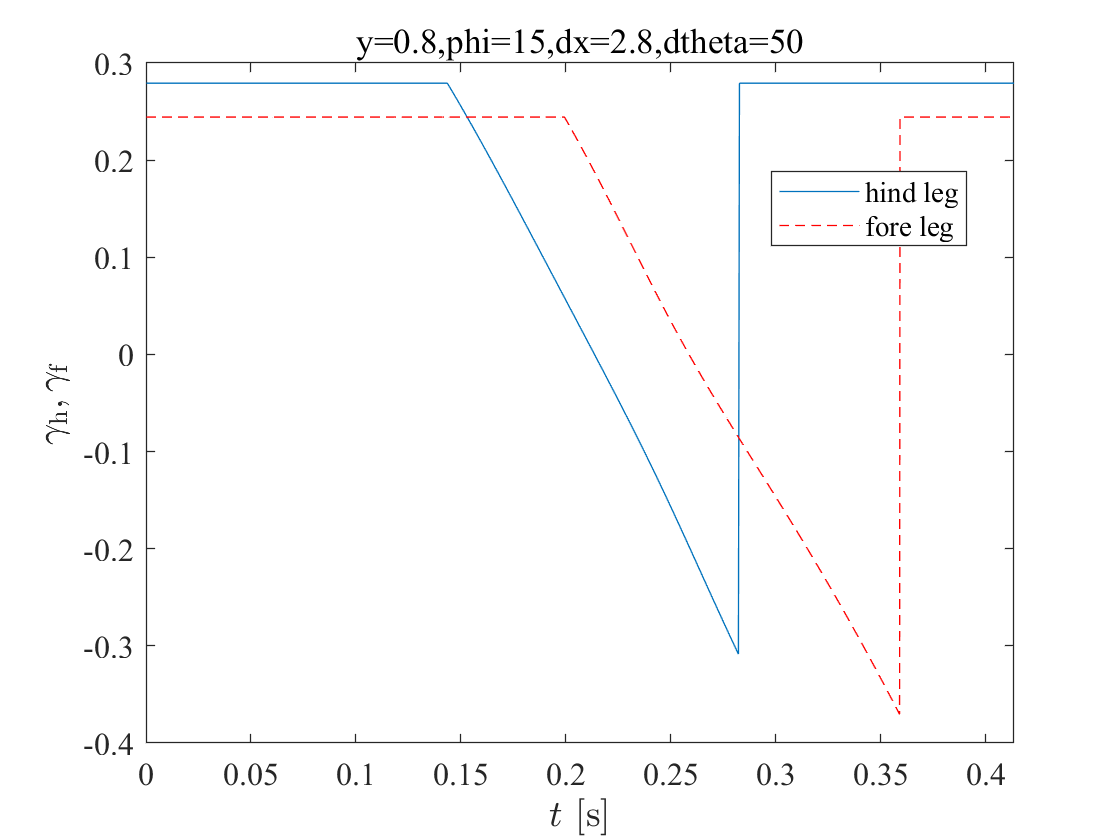 y=0.8,phi=15,dx=2.8,dtheta=50
0.3
0.2
0.1
0
-0.1
-0.2
-0.3
-0.4
γh, γf
hind leg
fore leg
0 0.05 0.1 0.15 0.2 0.25 0.3 0.35 0.4
t [s]